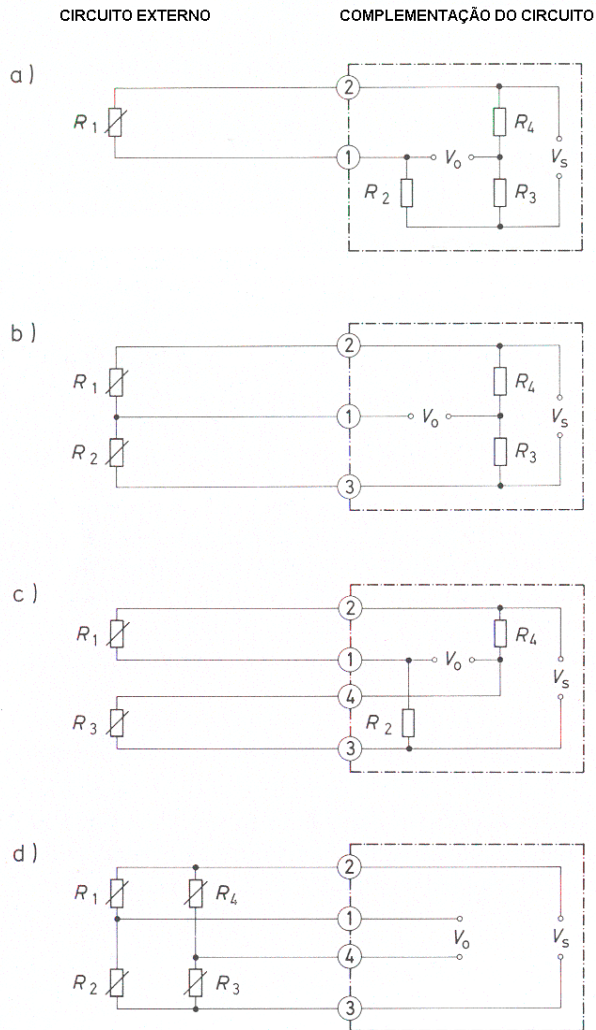 CIRCUITO EXTERNO
COMPLEMENTAÇÃO DO CIRCUITO
a)
2
R1
R4
1
Vo
Vs
R2
R3
b)
2
R1
R4
1
Vo
Vs
R2
R3
3
c)
2
R1
R4
1
Vo
4
Vs
R3
R2
3
d)
2
R1
R4
1
Vo
Vs
4
R2
R3
3